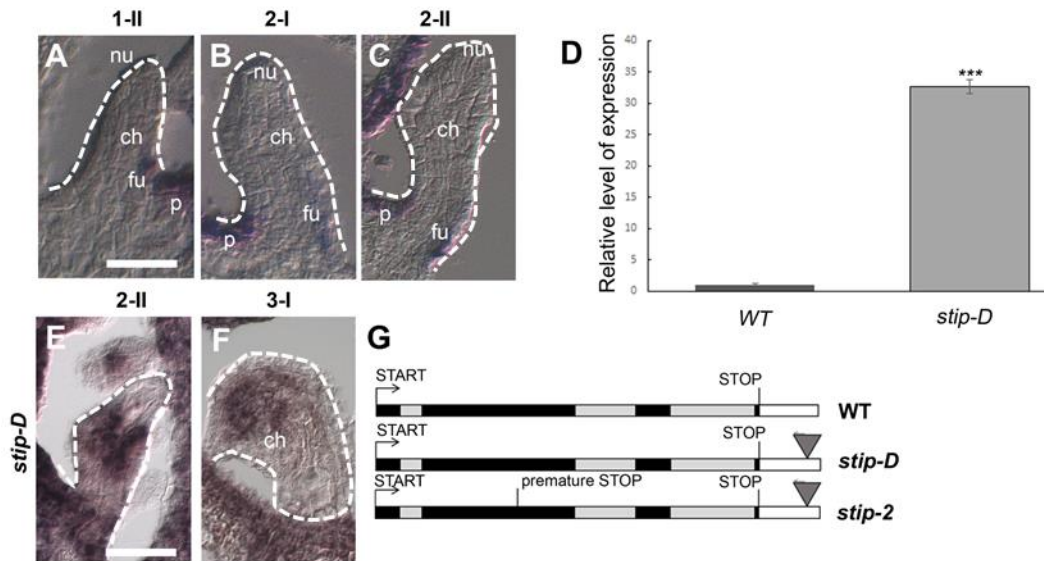 1-II
2-I
2-II
A
nu
ch
fu
p
B
nu
ch
fu
p
C
nu
ch
fu
p
D
Relative level of expression
40
35
30
25
20
15
10
5
0
***
WT
stip-D
2-II
3-I
stip-D
E
F
ch
G
START
STOP
WT
START
STOP
stip-D
START
premature STOP
STOP
stip-2